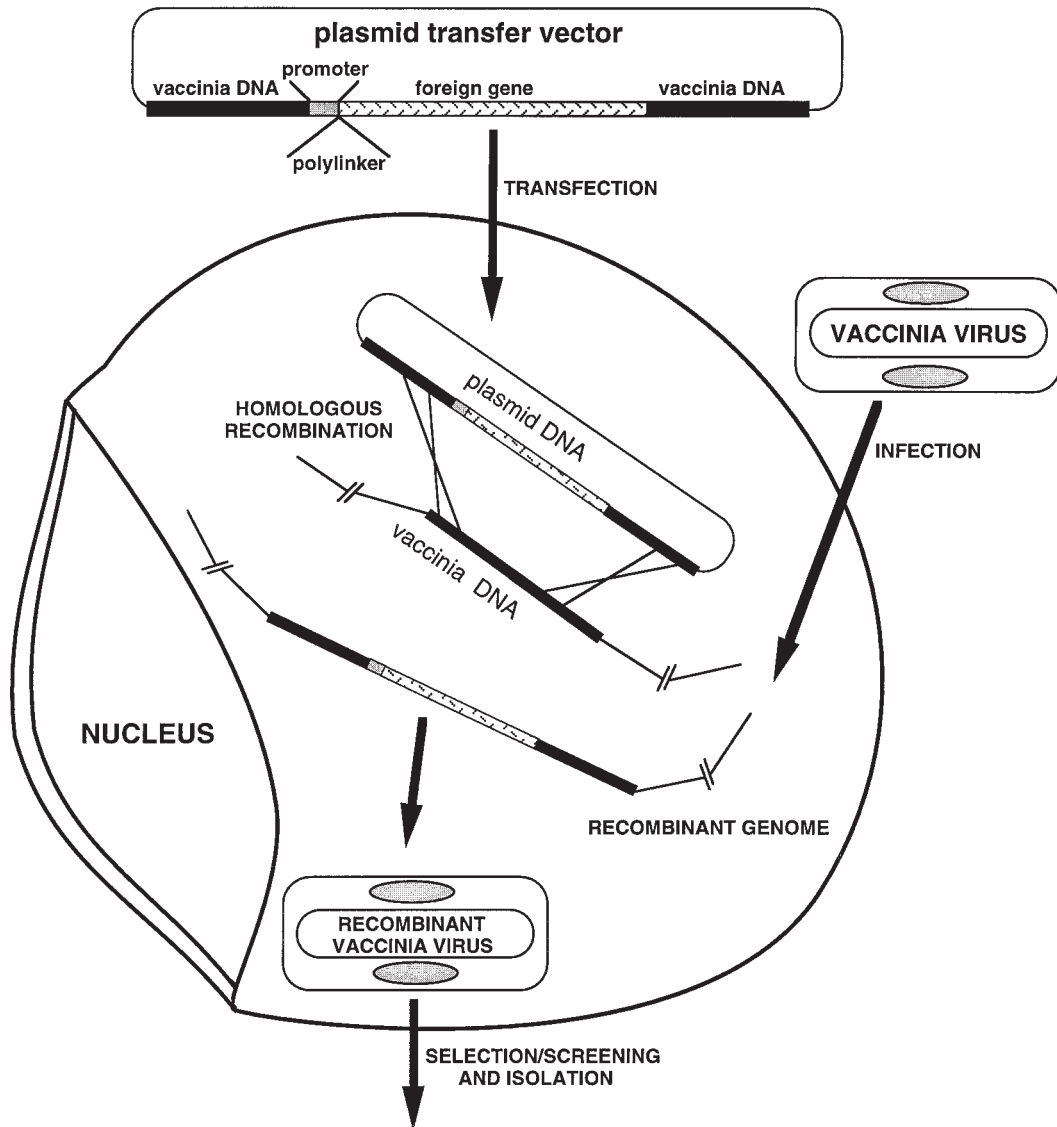 plasmid transfer vector
promoter
vaccinia DNA
foreign gene
vaccinia DNA
polylinker
TRANSFECTION
VACCINIA VIRUS
plasmid DNA
HOMOLOGOUS
RECOMBINATION
INFECTION
vaccinia DNA
NUCLEUS
RECOMBINANT GENOME
RECOMBINANT
VACCINIA VIRUS
SELECTION/SCREENING
AND ISOLATION